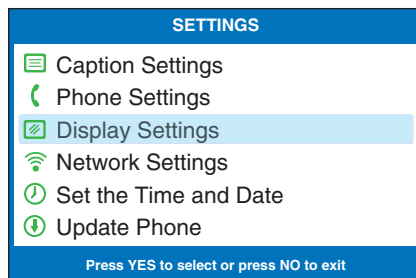 SETTINGS
Caption Settings
Phone Settings
Display Settings
Network Settings
Set the Time and Date
Update Phone
Press YES to select or press NO to exit